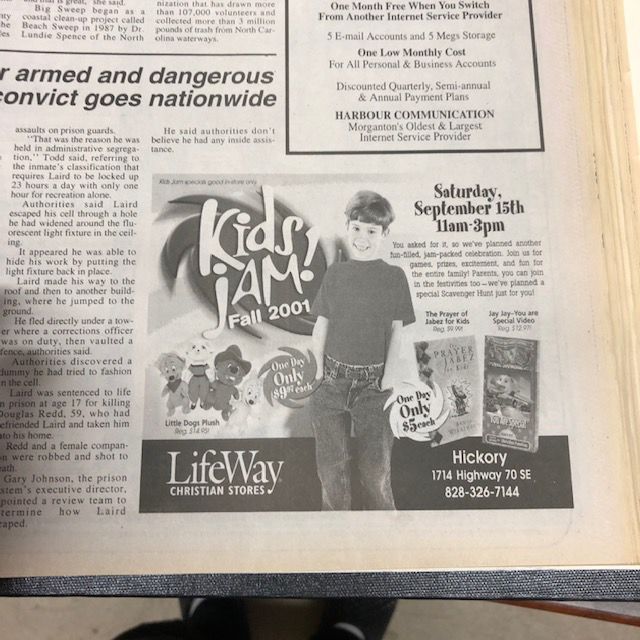 and that is great, she said.
Big Sweep began as a
coastal clean-up project called
Beach Sweep in 1987 by Dr.
Lundie Spence of the North
nization that has drawn more
than 107,000 volunteers and
collected more than 3 million
pounds of trash from North Car-
olina waterways.
One Month Free When You Switch
From Another Internet Service Provider
5 E-mail Accounts and 5 Megs Storage
One Low Monthly Cost
For All Personal & Business Accounts
Discounted Quarterly, Semi-annual
& Annual Payment Plans
HARBOUR COMMUNICATION
Morganton's Oldest & Largest
Internet Service Provider
r armed and dangerous
convict goes nationwide
assaults on prison guards.
"That was the reason he was
held in administrative segrega-
tion," Todd said, referring to
the inmate's classification that
requires Laird to be locked up
23 hours a day with only one
hour for recreation alone.
Authorities said Laird
escaped his cell through a hole
he had widened around the flu-
orescent light fixture in the ceil-
ing.
It appeared he was able to
hide his work by putting the
light fixture back in place.
Laird made his way to the
roof and then to another build-
ing, where he jumped to the
ground.
He fled directly under a tow-
er where a corrections officer
was on duty, then vaulted a
fence, authorities said.
Authorities discovered a
dummy he had tried to fashion
in the cell.
Laird was sentenced to life
in prison at age 17 for killing
Douglas Redd, 59, who had
befriended Laird and taken him
into his home.
Redd and a female compan-
were robbed and shot to
Gary Johnson, the prison
stem's executive director,
pointed a review team to
termine how Laird
caped.
He said authorities don't
believe he had any inside assis-
tance.
Kids Jam specials good in-store only
Kids JAM!
Fall 2001
Saturday,
September 15th
11am-3pm
You asked for it, so we've planned another
fun-filled, jam-packed celebration. Join us for
games, prizes, excitement, and fun for
the entire family! Parents, you can join
in the festivities too – we've planned a
special Scavenger Hunt just for you!
The Prayer of
Jabez for Kids
Reg. $9.99!
Jay Jay-You are
Special Video
Reg. $12.97!
PRAYER
JABEZ
for Kids
YOU ARE SPECIAL
One Day
Only
$9.97 each
One Day
Only
$5 each
Little Dogs Plush
Reg. $14.95!
LifeWay
CHRISTIAN STORES
Hickory
1714 Highway 70 SE
828-326-7144